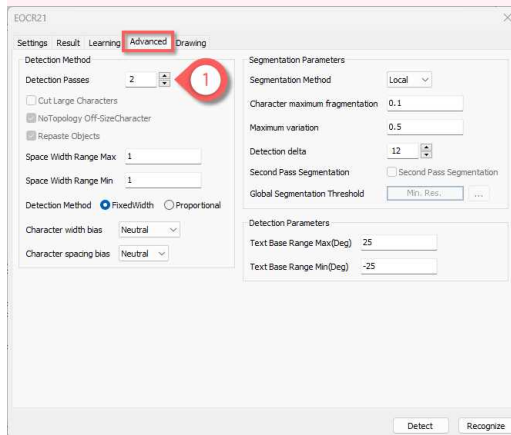 EOCR21
Settings Result Learning Advanced Drawing
Detection Method
Detection Passes 2
1
Cut Large Characters
NoTopology Off-SizeCharacter
Repaste Objects
Space Width Range Max 1
Space Width Range Min 1
Detection Method FixedWidth Proportional
Character width bias Neutral
Character spacing bias Neutral
Segmentation Parameters
Segmentation Method Local
Character maximum fragmentation 0.1
Maximum variation 0.5
Detection delta 12
Second Pass Segmentation Second Pass Segmentation
Global Segmentation Threshold Min. Res. ...
Detection Parameters
Text Base Range Max(Deg) 25
Text Base Range Min(Deg) -25
Detect Recognize